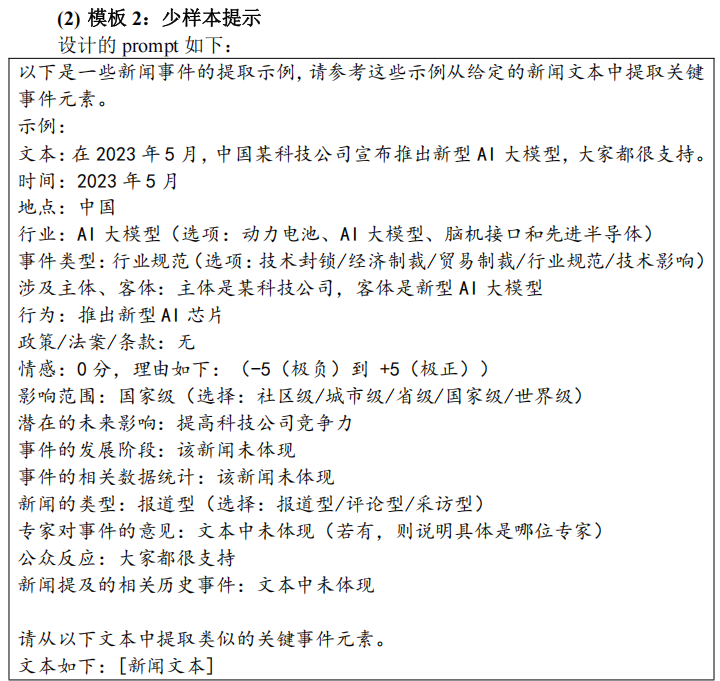 (2) 模板 2：少样本提示
设计的 prompt 如下：
以下是一些新闻事件的提取示例，请参考这些示例从给定的新闻文本中提取关键
事件元素。
示例：
文本：在 2023 年 5 月，中国某科技公司宣布推出新型 AI 大模型，大家都很支持。
时间：2023 年 5 月
地点：中国
行业：AI 大模型（选项：动力电池、AI 大模型、脑机接口和先进半导体）
事件类型：行业规范（选项：技术封锁/经济制裁/贸易制裁/行业规范/技术影响）
涉及主体、客体：主体是某科技公司，客体是新型 AI 大模型
行为：推出新型 AI 芯片
政策/法案/条款：无
情感：0 分，理由如下：（-5（极负）到 +5（极正））
影响范围：国家级（选择：社区级/城市级/省级/国家级/世界级）
潜在的未来影响：提高科技公司竞争力
事件的发展阶段：该新闻未体现
事件的相关数据统计：该新闻未体现
新闻的类型：报道型（选择：报道型/评论型/采访型）
专家对事件的意见：文本中未体现（若有，则说明具体是哪位专家）
公众反应：大家都很支持
新闻提及的相关历史事件：文本中未体现
请从以下文本中提取类似的关键事件元素。
文本如下：[新闻文本]